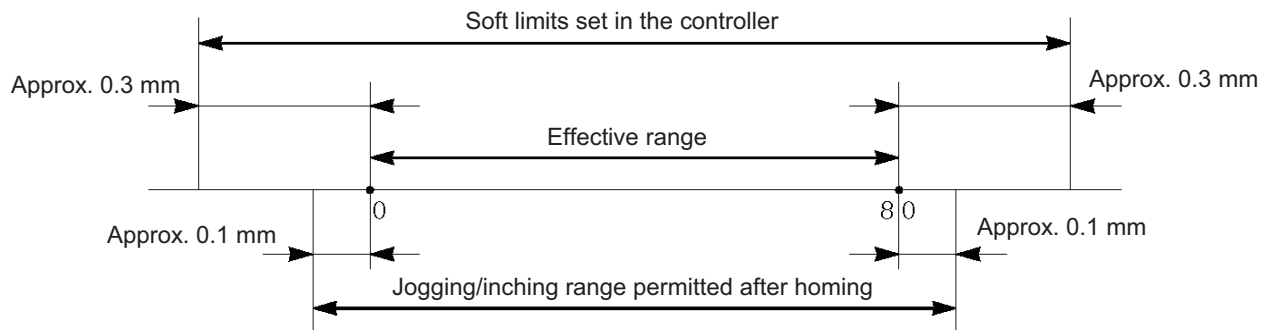 Soft limits set in the controller
Approx. 0.3 mm
Approx. 0.3 mm
Effective range
0
80
Approx. 0.1 mm
Approx. 0.1 mm
Jogging/inching range permitted after homing